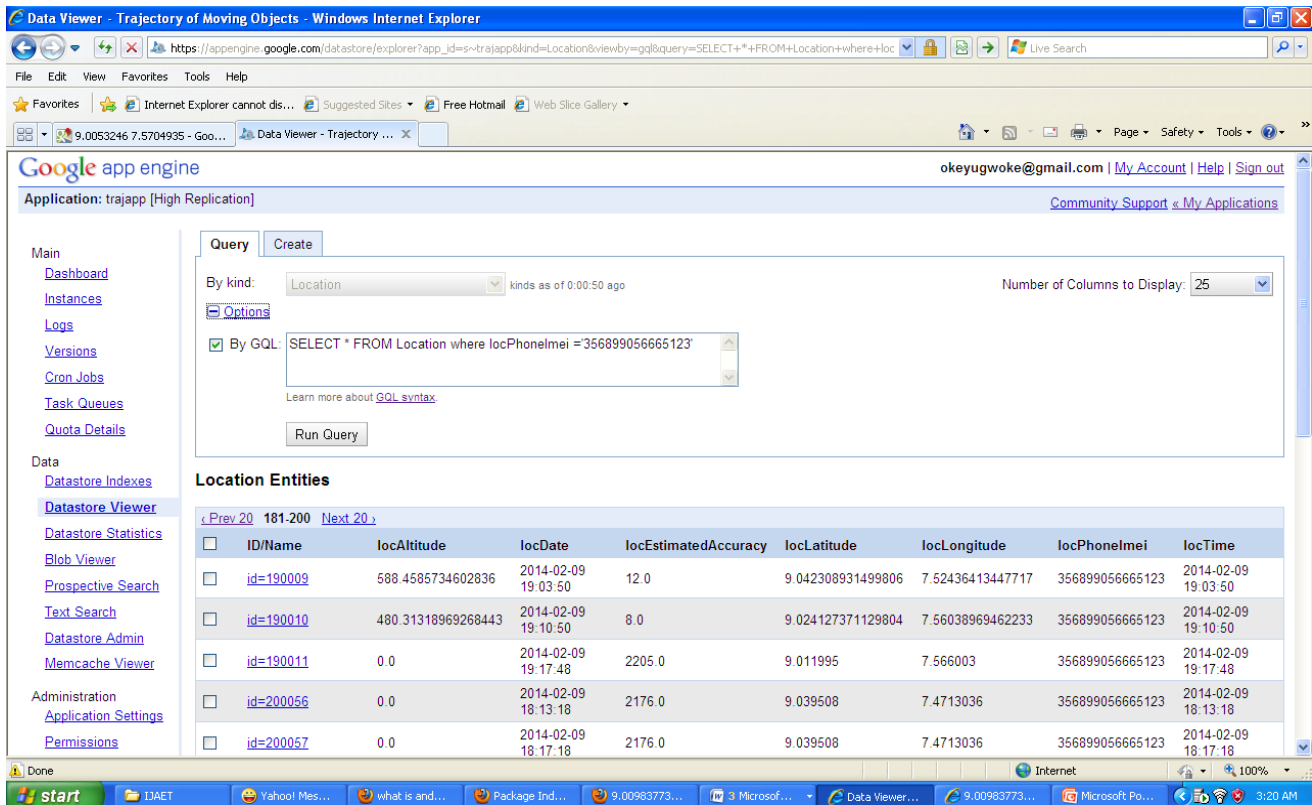 Data Viewer - Trajectory of Moving Objects - Windows Internet Explorer
https://appengine.google.com/datastore/explorer?app_id=s~trajapp&kind=Location&viewby=gql&query=SELECT+*+FROM+Location+where+loc
Live Search
File Edit View Favorites Tools Help
Favorites Internet Explorer cannot dis... Suggested Sites Free Hotmail Web Slice Gallery
9.0053246 7.5704935 - Goo... Data Viewer - Trajectory ... X Page Safety Tools »
Google app engine
okeyugwoke@gmail.com | My Account | Help | Sign out
Application: trajapp [High Replication]
Community Support « My Applications
Main
Dashboard
Instances
Logs
Versions
Cron Jobs
Task Queues
Quota Details
Data
Datastore Indexes
Datastore Viewer
Datastore Statistics
Blob Viewer
Prospective Search
Text Search
Datastore Admin
Memcache Viewer
Administration
Application Settings
Permissions
Query Create
By kind: Location kinds as of 0:00:50 ago
Number of Columns to Display: 25
Options
By GQL: SELECT * FROM Location where locPhoneImei ='356899056665123'
Learn more about GQL syntax.
Run Query
Location Entities
‹ Prev 20 181-200 Next 20 ›
ID/Name locAltitude locDate locEstimatedAccuracy locLatitude locLongitude locPhoneImei locTime
id=190009 588.4585734602836 2014-02-09 19:03:50 12.0 9.042308931499806 7.52436413447717 356899056665123 2014-02-09 19:03:50
id=190010 480.31318969268443 2014-02-09 19:10:50 8.0 9.024127371129804 7.56038969462233 356899056665123 2014-02-09 19:10:50
id=190011 0.0 2014-02-09 19:17:48 2205.0 9.011995 7.566003 356899056665123 2014-02-09 19:17:48
id=200056 0.0 2014-02-09 18:13:18 2176.0 9.039508 7.4713036 356899056665123 2014-02-09 18:13:18
id=200057 0.0 2014-02-09 18:17:18 2176.0 9.039508 7.4713036 356899056665123 2014-02-09 18:17:18
Done Internet 100%
start IJAET Yahoo! Mes... what is and... Package Ind... 9.00983773... 3 Microsof... Data Viewer... 9.00983773... Microsoft Po... 3:20 AM